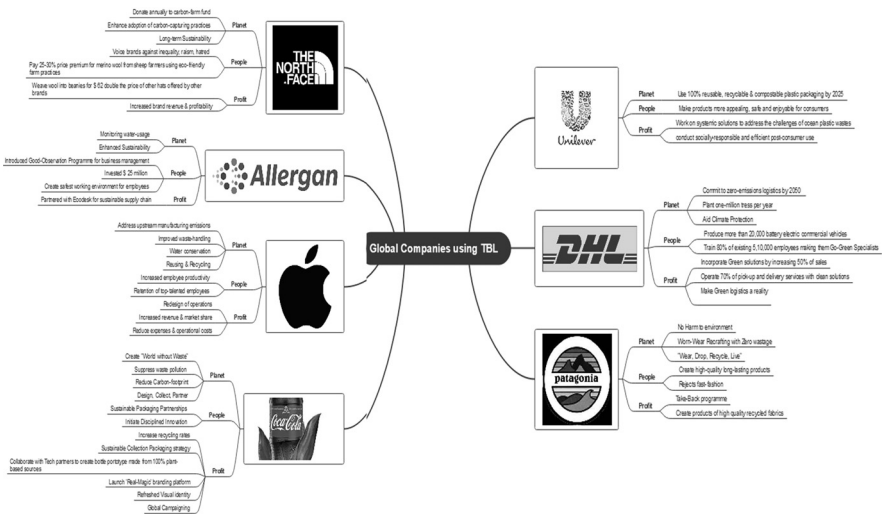 Donate annually to carbon-farm fund
Enhance adoption of carbon-capturing practices
Long-term Sustainability
Planet
Voice brands against inequality, raism, hatred
Pay 25-30% price premium for merino wool from sheep farmers using eco-friendly
farm practices
People
Weave wool into beanies for $ 62 double the price of other hats offered by other
brands
Increased brand revenue & profitability
Profit
THE
NORTH
FACE
Monitoring water-usage
Enhanced Sustainability
Planet
Introduced Good-Observation Programme for business management
Invested $ 25 million
Create safest working environment for employees
People
Partnered with Ecodesk for sustainable supply chain
Profit
Allergan
Address upstream manufacturing emissions
Improved waste-handling
Water conservation
Reusing & Recycling
Planet
Increased employee productivity
Retention of top-talented employees
People
Redesign of operations
Increased revenue & market share
Reduce expenses & operational costs
Profit
Create "World without Waste"
Suppress waste pollution
Reduce Carbon-footprint
Design, Collect, Partner
Planet
Sustainable Packaging Partnerships
Initiate Disciplined Innovation
People
Increase recycling rates
Sustainable Collection Packaging strategy
Collaborate with Tech partners to create bottle portotype made from 100% plant-
based sources
Launch 'Real-Magic' branding platform
Refreshed Visual identity
Global Campaigning
Profit
Coca-Cola
Global Companies using TBL
Unilever
Planet
Use 100% reusable, recyclable & compostable plastic packaging by 2025
People
Make products more appealing, safe and enjoyable for consumers
Profit
Work on systemic solutions to address the challenges of ocean plastic wastes
conduct socially-responsible and efficient post-consumer use
DHL
Planet
Commit to zero-emissions logistics by 2050
Plant one-million tress per year
Aid Climate Protection
People
Produce more than 20,000 battery electric commercial vehicles
Train 80% of existing 5,10,000 employees making them Go-Green Specialists
Profit
Incorporate Green solutions by increasing 50% of sales
Operate 70% of pick-up and delivery services with clean solutions
Make Green logistics a reality
patagonia
Planet
No Harm to environment
Worn-Wear Recrafting with Zero wastage
"Wear, Drop, Recycle, Live"
People
Create high-quality long-lasting products
Rejects fast-fashion
Profit
Take-Back programme
Create products of high quality recycled fabrics